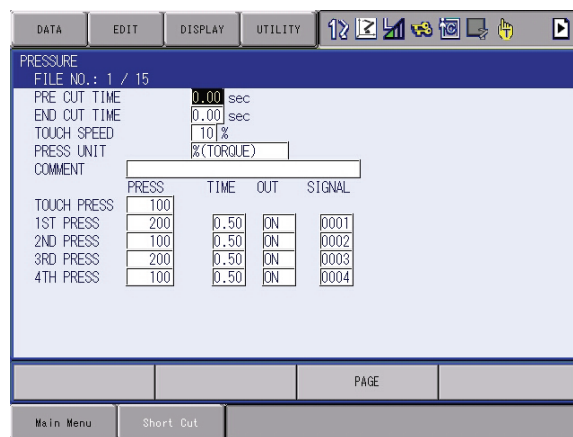 DATA EDIT DISPLAY UTILITY
PRESSURE
FILE NO.: 1 / 15
PRE CUT TIME 0.00 sec
END CUT TIME 0.00 sec
TOUCH SPEED 10 %
PRESS UNIT %(TORQUE)
COMMENT
PRESS TIME OUT SIGNAL
TOUCH PRESS 100
1ST PRESS 200 0.50 ON 0001
2ND PRESS 100 0.50 ON 0002
3RD PRESS 200 0.50 ON 0003
4TH PRESS 100 0.50 ON 0004
PAGE
Main Menu Short Cut